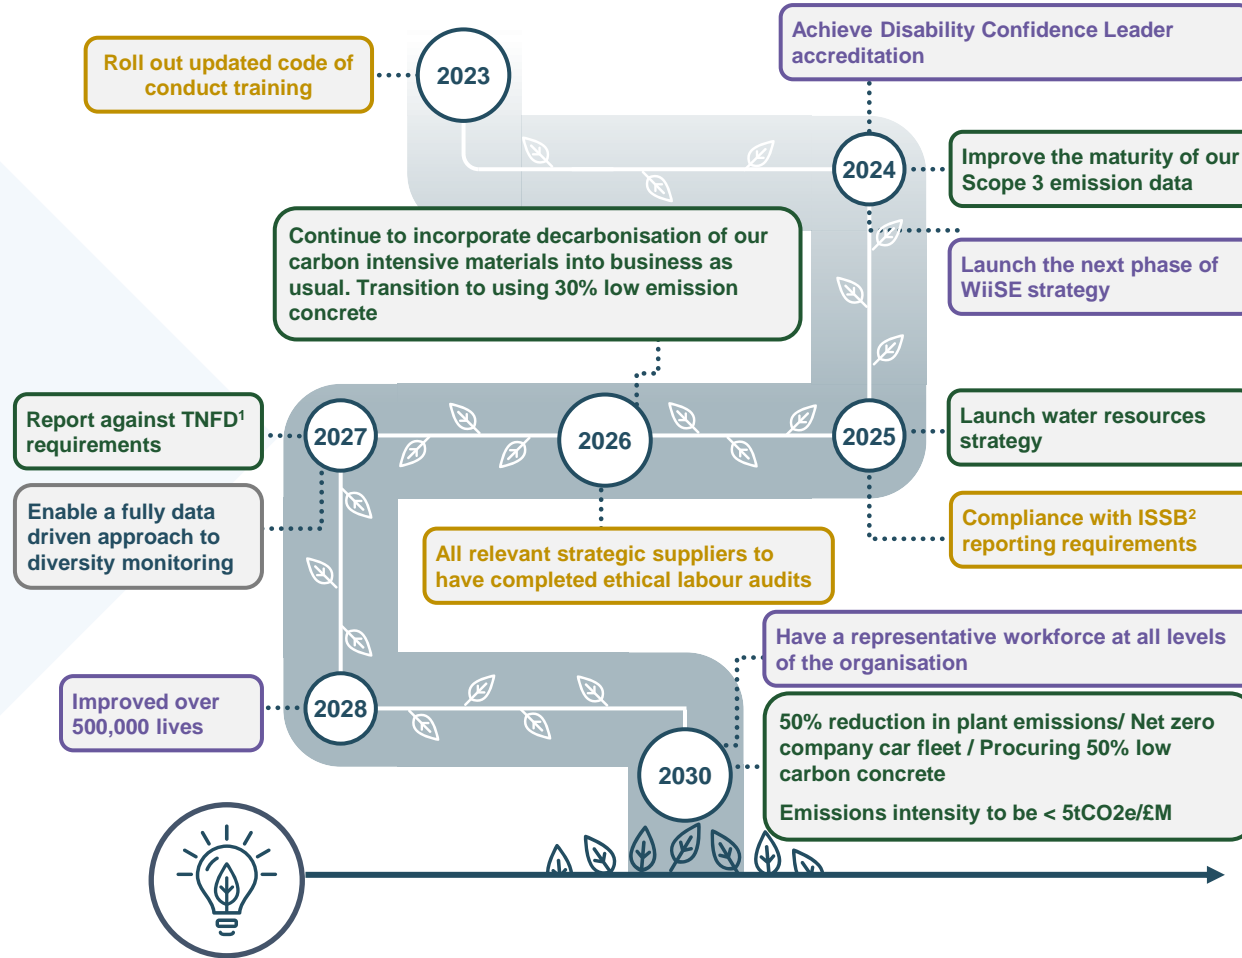 Roll out updated code of
conduct training
2023
Achieve Disability Confidence Leader
accreditation
2024
Improve the maturity of our
Scope 3 emission data
Launch the next phase of
WiiSE strategy
Continue to incorporate decarbonisation of our
carbon intensive materials into business as
usual. Transition to using 30% low emission
concrete
Report against TNFD¹
requirements
2027
2026
2025
Launch water resources
strategy
Enable a fully data
driven approach to
diversity monitoring
Compliance with ISSB²
reporting requirements
All relevant strategic suppliers to
have completed ethical labour audits
Have a representative workforce at all levels
of the organisation
Improved over
500,000 lives
2028
2030
50% reduction in plant emissions/ Net zero
company car fleet / Procuring 50% low
carbon concrete
Emissions intensity to be < 5tCO2e/£M